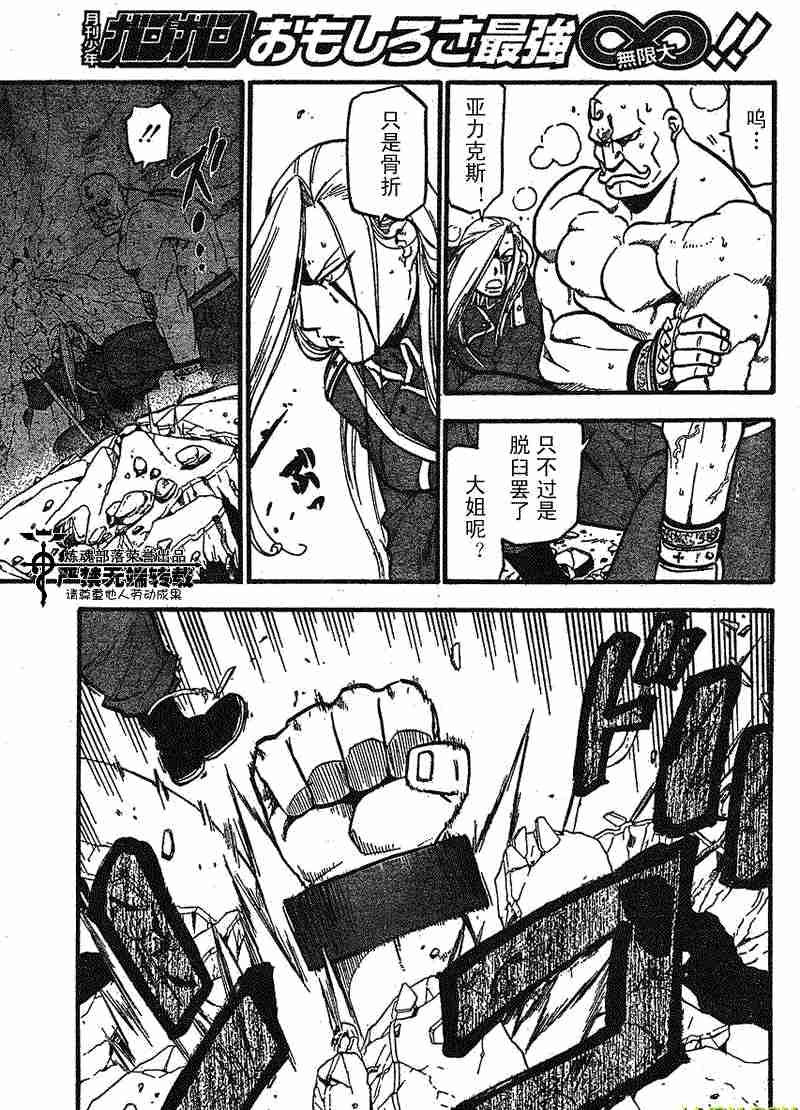 月刊少年
ガンガン おもしろさ最強 無限大 !!
呜…
亚力克斯!
只不过是
脱臼罢了
大姐呢?
只是骨折
!!
ズ
炼魂部落荣誉出品
严禁无端转载
请尊重他人劳动成果
ド